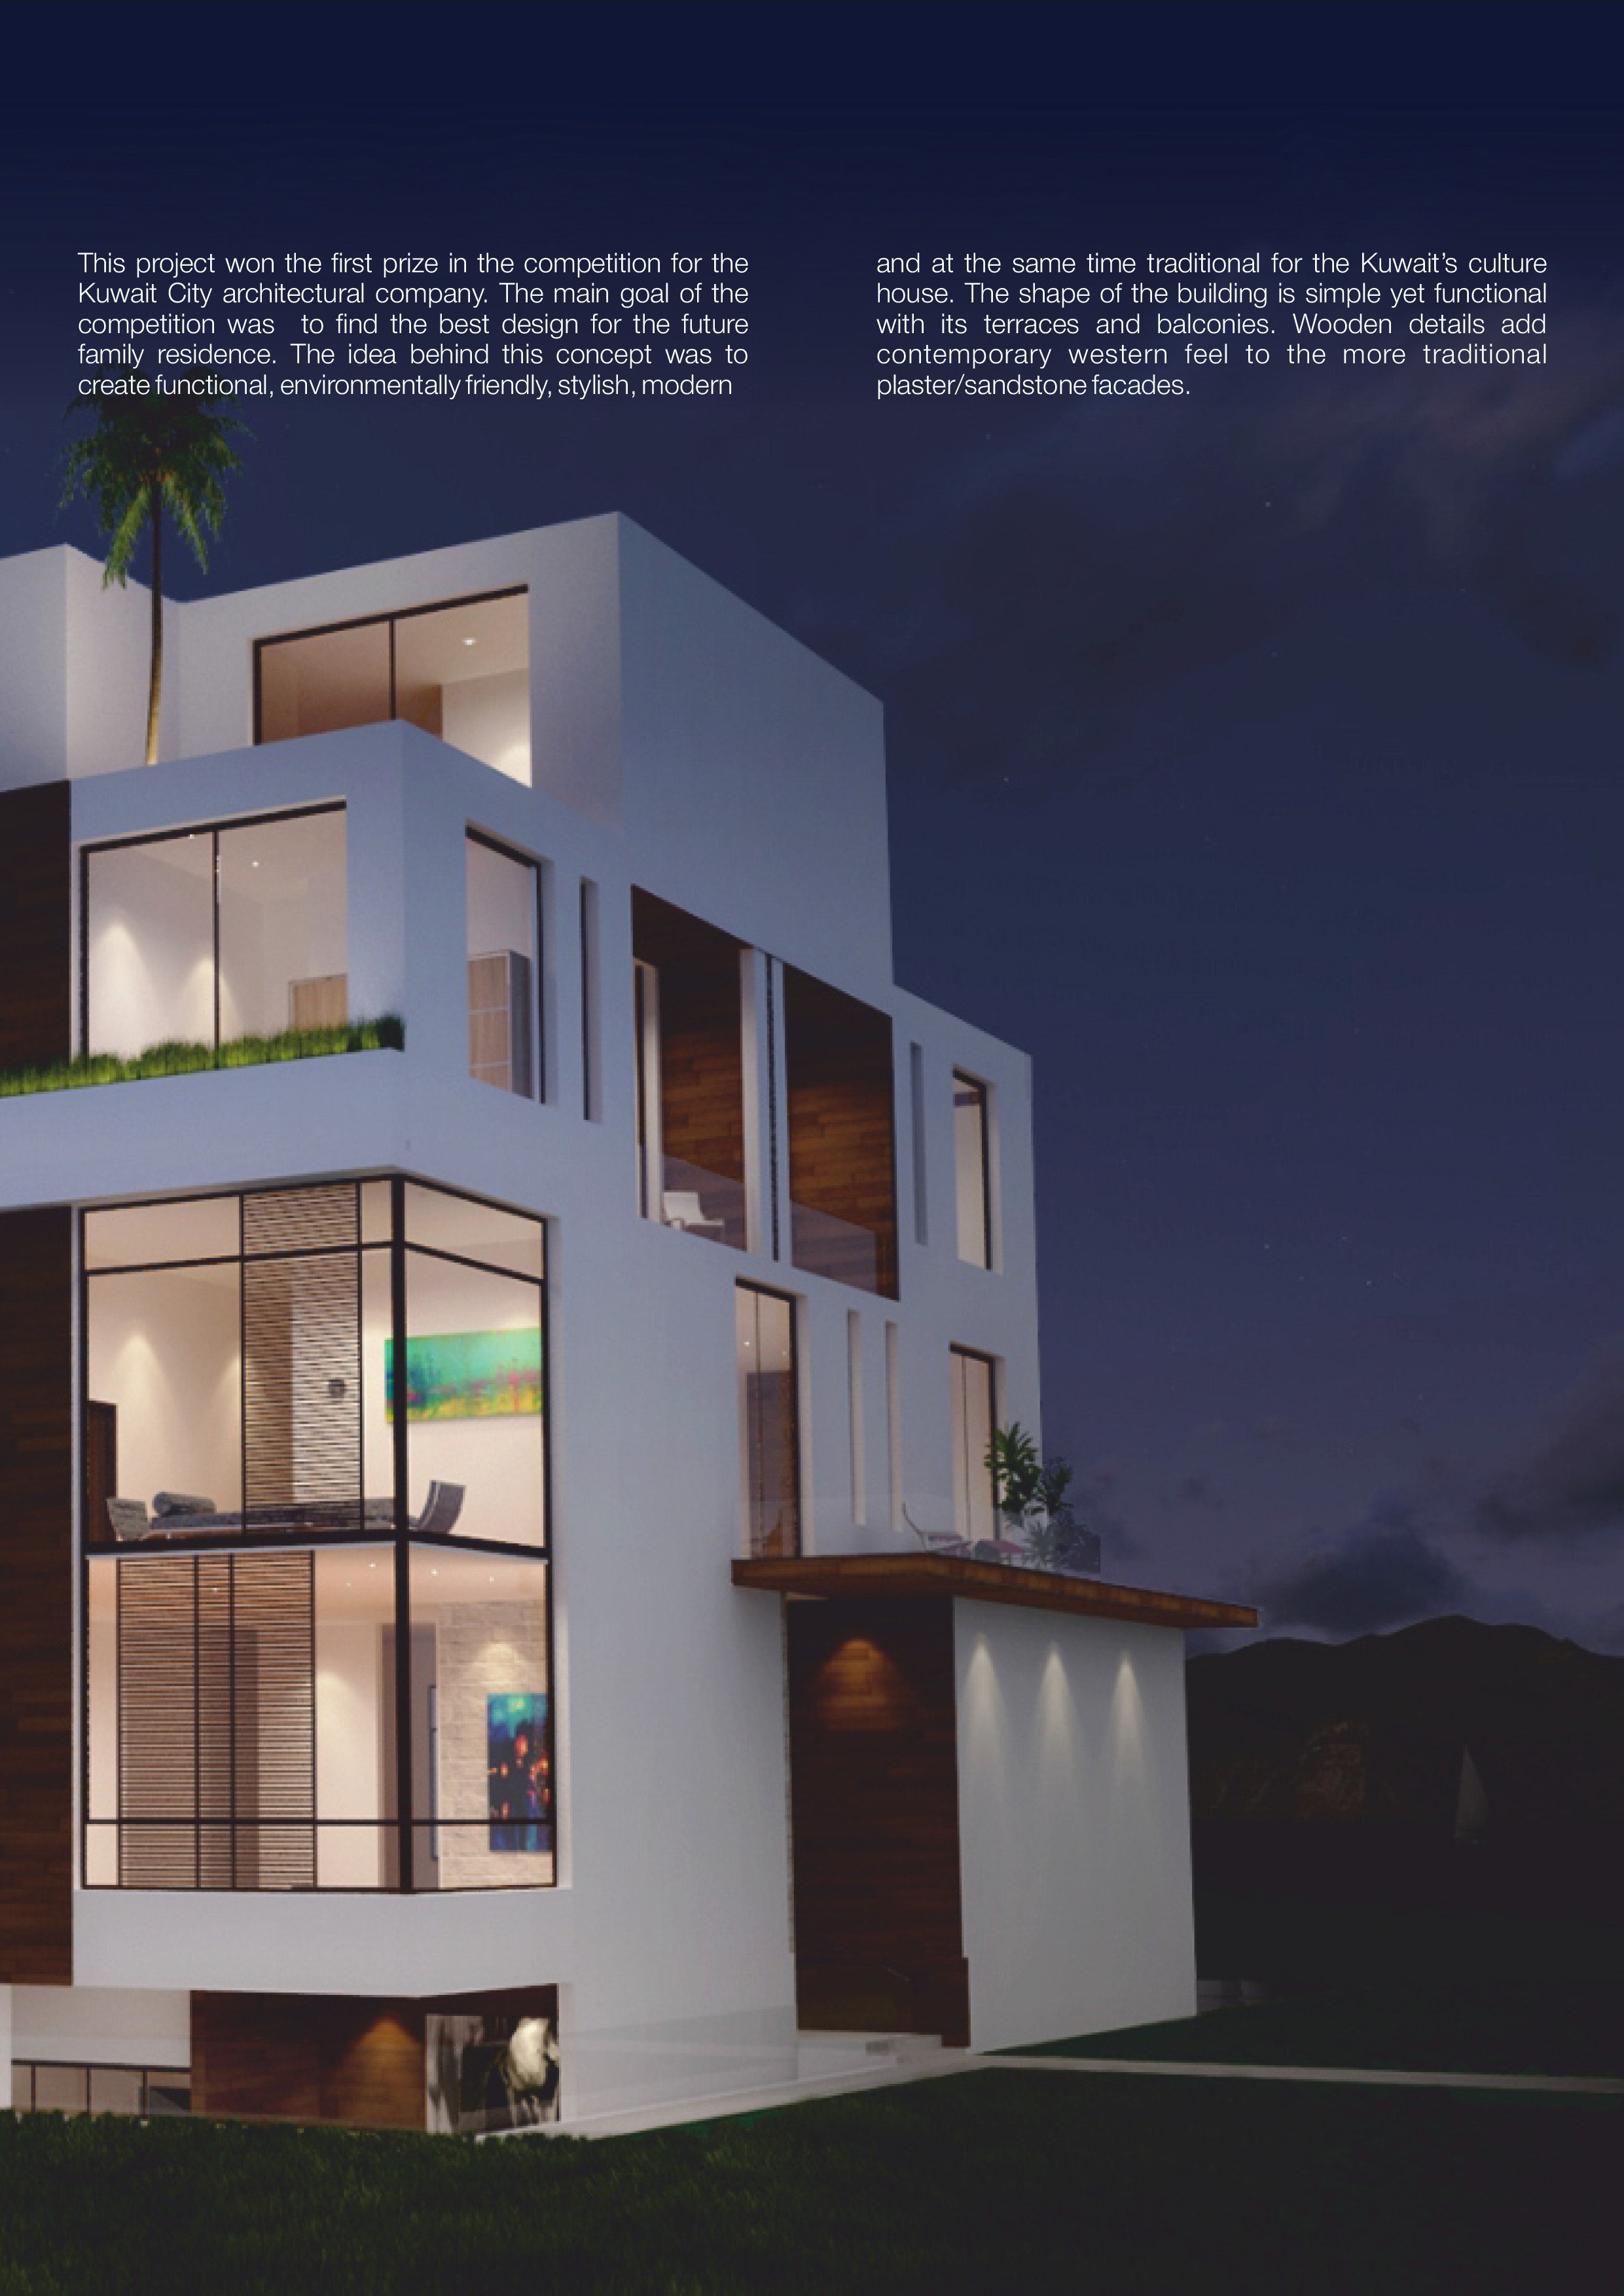 This project won the first prize in the competition for the
Kuwait City architectural company. The main goal of the
competition was  to find the best design for the future
family residence. The idea behind this concept was to
create functional, environmentally friendly, stylish, modern
and at the same time traditional for the Kuwait’s culture
house. The shape of the building is simple yet functional
with its terraces and balconies. Wooden details add
contemporary western feel to the more traditional
plaster/sandstone facades.